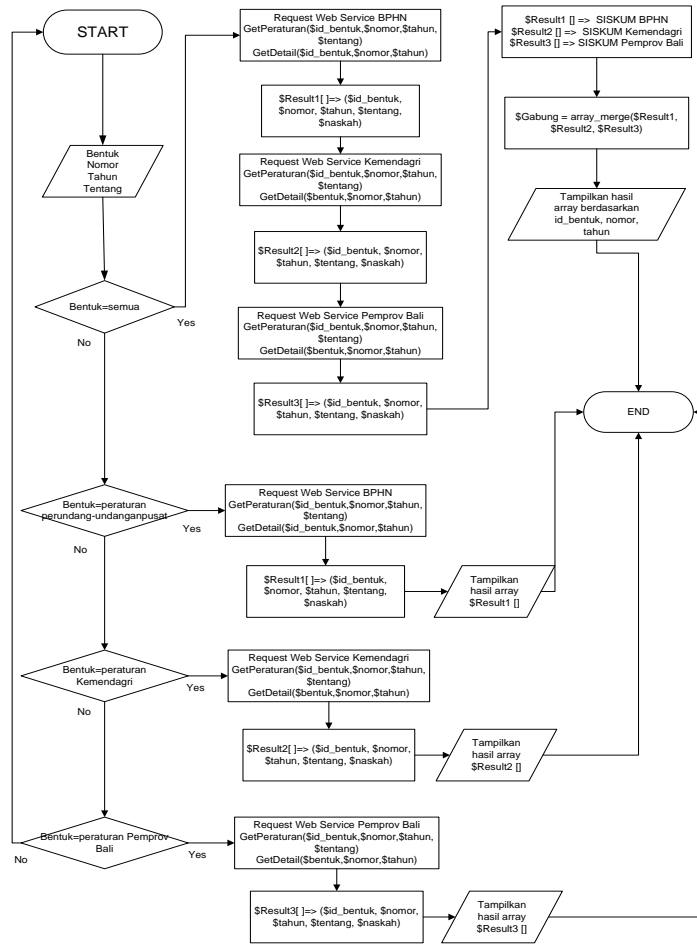 START
Bentuk
Nomor
Tahun
Tentang
Bentuk=semua
Yes
No
Request Web Service BPHN
GetPeraturan($id_bentuk,$nomor,$tahun,
$tentang)
GetDetail($id_bentuk,$nomor,$tahun)
$Result1[ ]=> ($id_bentuk,
$nomor, $tahun, $tentang,
$naskah)
Request Web Service Kemendagri
GetPeraturan($id_bentuk,$nomor,$tahun,
$tentang)
GetDetail($bentuk,$nomor,$tahun)
$Result2[ ]=> ($id_bentuk, $nomor,
$tahun, $tentang, $naskah)
Request Web Service Pemprov Bali
GetPeraturan($id_bentuk,$nomor,$tahun,
$tentang)
GetDetail($bentuk,$nomor,$tahun)
$Result3[ ]=> ($id_bentuk, $nomor,
$tahun, $tentang, $naskah)
$Result1 [] => SISKUM BPHN
$Result2 [] => SISKUM Kemendagri
$Result3 [] => SISKUM Pemprov Bali
$Gabung = array_merge($Result1,
$Result2, $Result3)
Tampilkan hasil
array berdasarkan
id_bentuk, nomor,
tahun
END
Bentuk=peraturan
perundang-undanganpusat
Yes
No
Request Web Service BPHN
GetPeraturan($id_bentuk,$nomor,$tahun,
$tentang)
GetDetail($id_bentuk,$nomor,$tahun)
$Result1[ ]=> ($id_bentuk,
$nomor, $tahun, $tentang,
$naskah)
Tampilkan
hasil array
$Result1 []
Bentuk=peraturan
Kemendagri
Yes
No
Request Web Service Kemendagri
GetPeraturan($id_bentuk,$nomor,$tahun,
$tentang)
GetDetail($bentuk,$nomor,$tahun)
$Result2[ ]=> ($id_bentuk, $nomor,
$tahun, $tentang, $naskah)
Tampilkan
hasil array
$Result2 []
Bentuk=peraturan Pemprov
Bali
No
Yes
Request Web Service Pemprov Bali
GetPeraturan($id_bentuk,$nomor,$tahun,
$tentang)
GetDetail($bentuk,$nomor,$tahun)
$Result3[ ]=> ($id_bentuk, $nomor,
$tahun, $tentang, $naskah)
Tampilkan
hasil array
$Result3 []